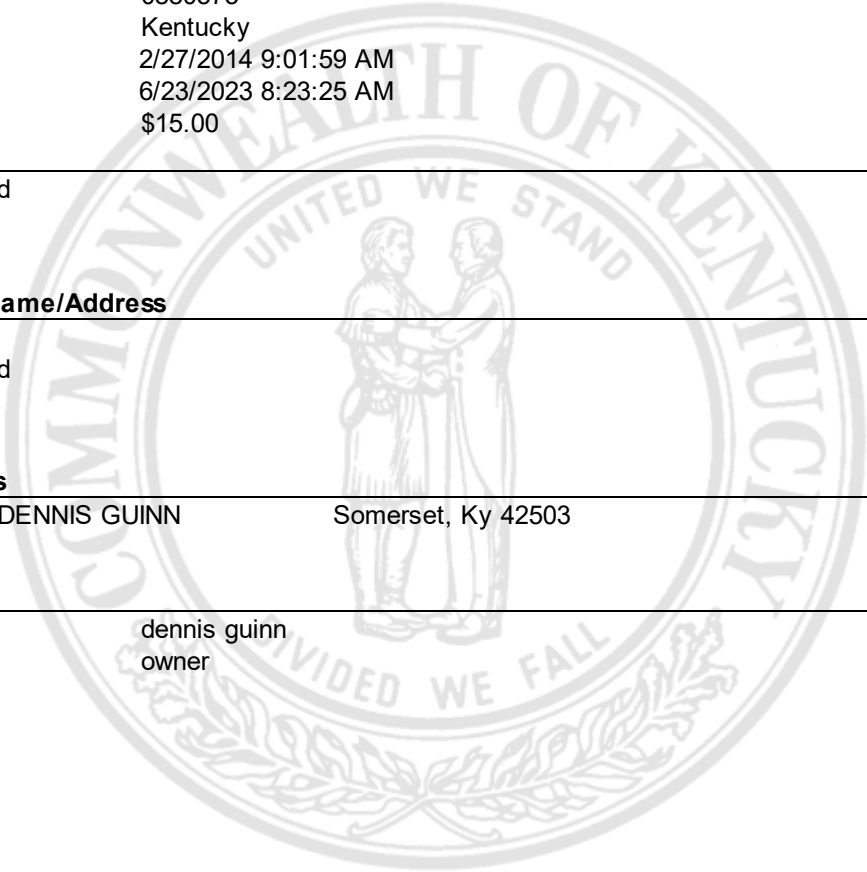 Kentucky
2/27/2014 9:01:59 AM
6/23/2023 8:23:25 AM
$15.00
d
ame/Address
d
s
DENNIS GUINN Somerset, Ky 42503
dennis guinn
owner
COMMONWEALTH OF KENTUCKY
UNITED WE STAND
DIVIDED WE FALL